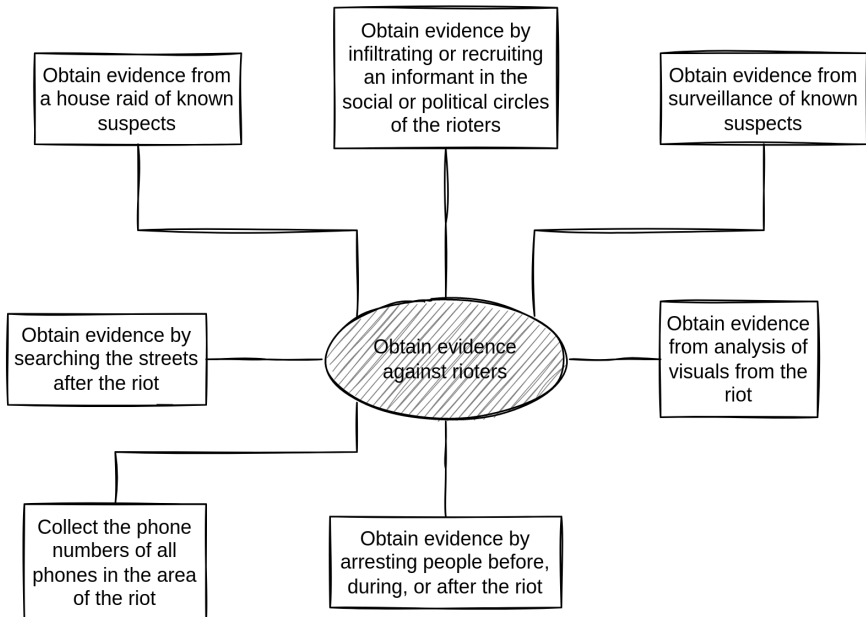 Obtain evidence from
a house raid of known
suspects
Obtain evidence by
infiltrating or recruiting
an informant in the
social or political circles
of the rioters
Obtain evidence from
surveillance of known
suspects
Obtain evidence by
searching the streets
after the riot
Obtain evidence
against rioters
Obtain evidence
from analysis of
visuals from the
riot
Collect the phone
numbers of all
phones in the area
of the riot
Obtain evidence by
arresting people before,
during, or after the riot